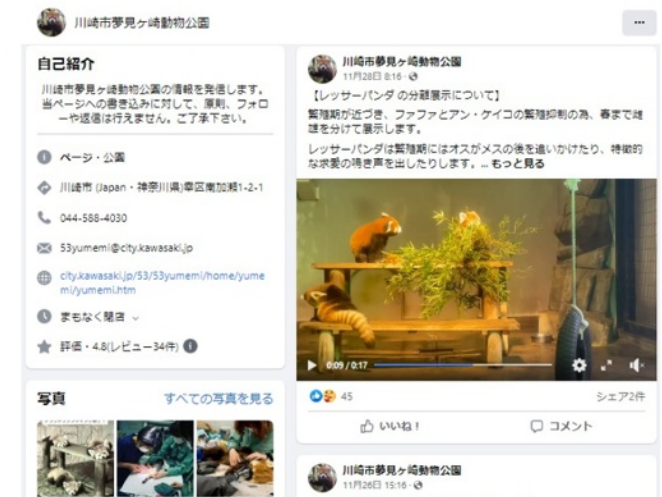 川崎市夢見ヶ崎動物公園
自己紹介
川崎市夢見ヶ崎動物公園の情報を発信します。
当ページへの書き込みに対して、原則、フォロ
ーや返信は行えません。ご了承下さい。
ページ・公園
川崎市 (Japan・神奈川県)幸区南加瀬1-2-1
044-588-4030
53yumemi@city.kawasaki.jp
city.kawasaki.jp/53/53yumemi/home/yume
mi/yumemi.htm
まもなく閉店
評価・4.8(レビュー34件)
写真
すべての写真を見る
川崎市夢見ヶ崎動物公園
11月28日 8:16
【レッサーパンダ の分離展示について】
繁殖期が近づき、ファファとアン・ケイコの繁殖抑制の為、春まで雌
雄を分けて展示します。
レッサーパンダは繁殖期にはオスがメスの後を追いかけたり、特徴的
な求愛の鳴き声を出したりします。... もっと見る
0:09 / 0:17
45
シェア2件
いいね!
コメント
川崎市夢見ヶ崎動物公園
11月26日 15:16